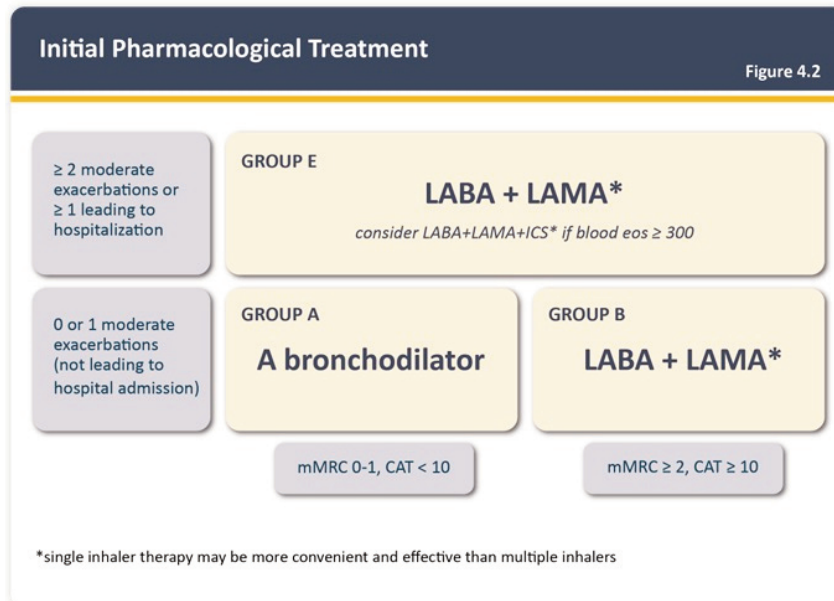 Initial Pharmacological Treatment
Figure 4.2
≥ 2 moderate
exacerbations or
≥ 1 leading to
hospitalization
GROUP E
LABA + LAMA*
consider LABA+LAMA+ICS* if blood eos ≥ 300
0 or 1 moderate
exacerbations
(not leading to
hospital admission)
GROUP A
A bronchodilator
GROUP B
LABA + LAMA*
mMRC 0-1, CAT < 10
mMRC ≥ 2, CAT ≥ 10
*single inhaler therapy may be more convenient and effective than multiple inhalers